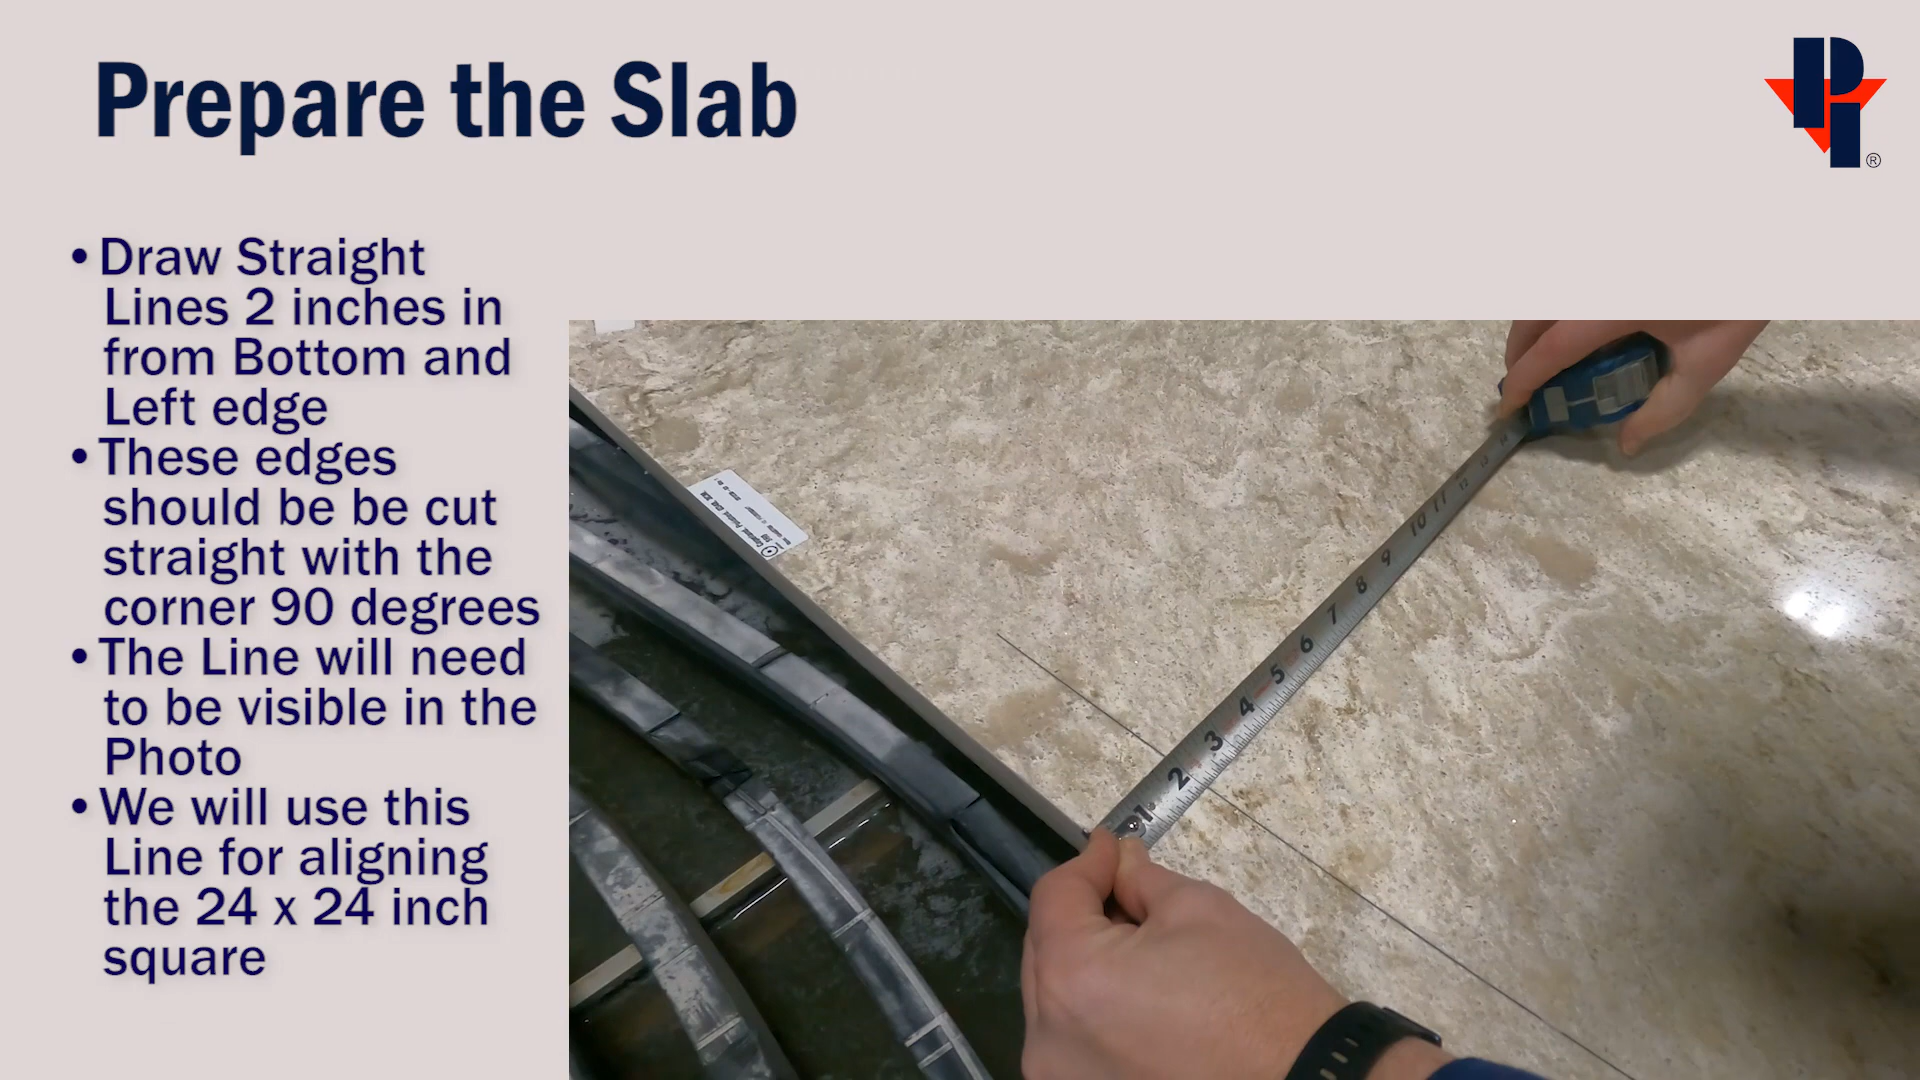 Prepare the Slab
• Draw Straight
Lines 2 inches in
from Bottom and
Left edge
• These edges
should be be cut
straight with the
corner 90 degrees
• The Line will need
to be visible in the
Photo
• We will use this
Line for aligning
the 24 x 24 inch
square
PI
®
1 2 3 4 5 6 7 8 9 10 11 12